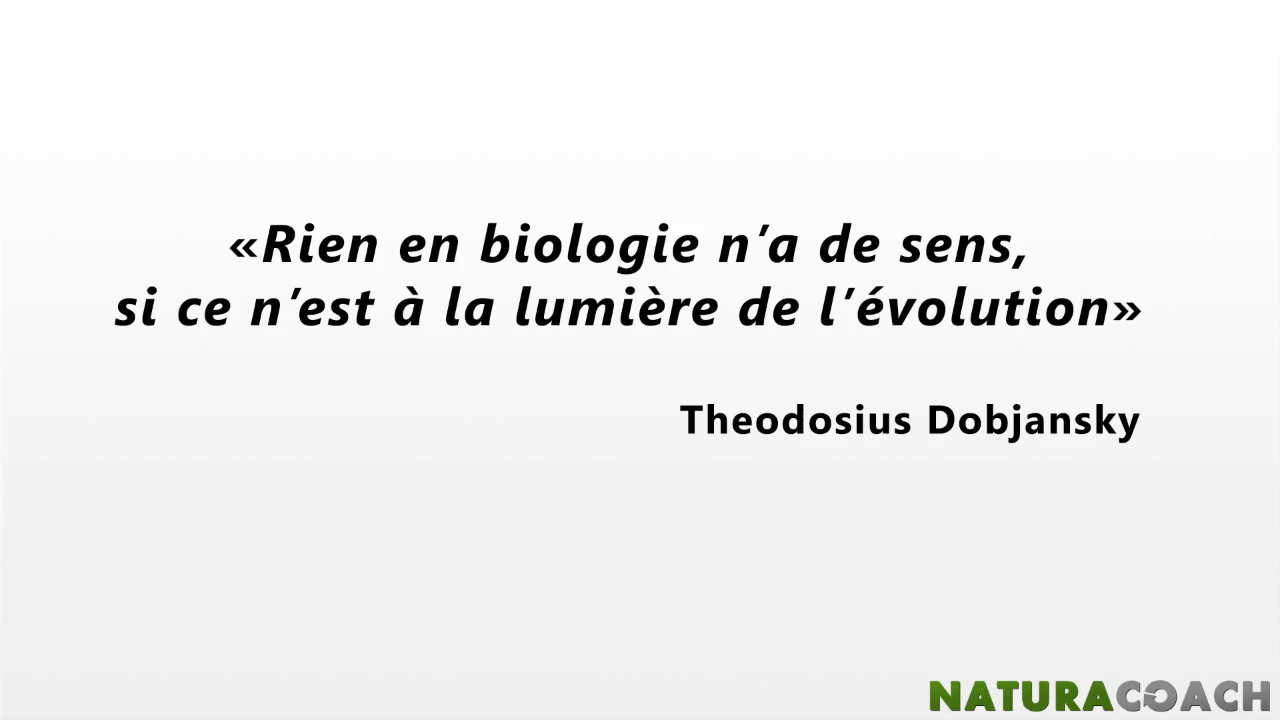 «Rien en biologie n’a de sens,
si ce n’est à la lumière de l’évolution»
Theodosius Dobjansky
NATURACOACH